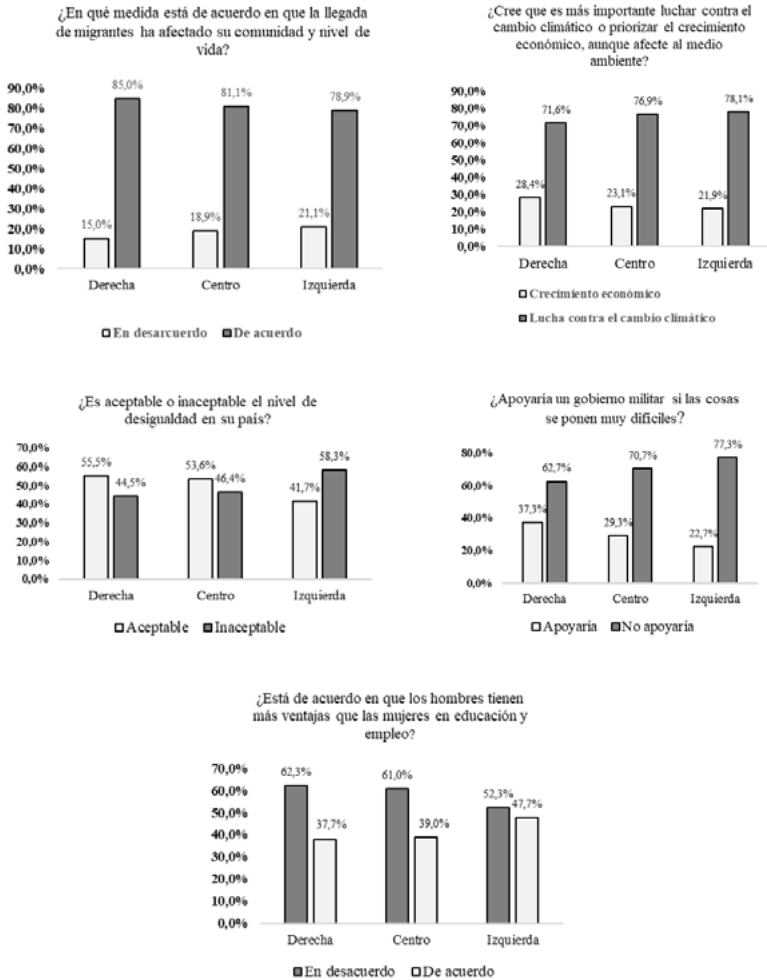 ¿En qué medida está de acuerdo en que la llegada
de migrantes ha afectado su comunidad y nivel de
vida?
90,0%
80,0%
70,0%
60,0%
50,0%
40,0%
30,0%
20,0%
10,0%
0,0%
15,0%
85,0%
18,9%
81,1%
21,1%
78,9%
Derecha
Centro
Izquierda
En desarcuerdo
De acuerdo
¿Cree que es más importante luchar contra el
cambio climático o priorizar el crecimiento
económico, aunque afecte al medio
ambiente?
90,0%
80,0%
70,0%
60,0%
50,0%
40,0%
30,0%
20,0%
10,0%
0,0%
28,4%
71,6%
23,1%
76,9%
21,9%
78,1%
Derecha
Centro
Izquierda
Crecimiento económico
Lucha contra el cambio climático
¿Es aceptable o inaceptable el nivel de
desigualdad en su país?
70,0%
60,0%
50,0%
40,0%
30,0%
20,0%
10,0%
0,0%
55,5%
44,5%
53,6%
46,4%
41,7%
58,3%
Derecha
Centro
Izquierda
Aceptable
Inaceptable
¿Apoyaría un gobierno militar si las cosas
se ponen muy difíciles?
80,0%
60,0%
40,0%
20,0%
0,0%
37,3%
62,7%
29,3%
70,7%
22,7%
77,3%
Derecha
Centro
Izquierda
Apoyaría
No apoyaría
¿Está de acuerdo en que los hombres tienen
más ventajas que las mujeres en educación y
empleo?
70,0%
60,0%
50,0%
40,0%
30,0%
20,0%
10,0%
0,0%
62,3%
37,7%
61,0%
39,0%
52,3%
47,7%
Derecha
Centro
Izquierda
En desacuerdo
De acuerdo